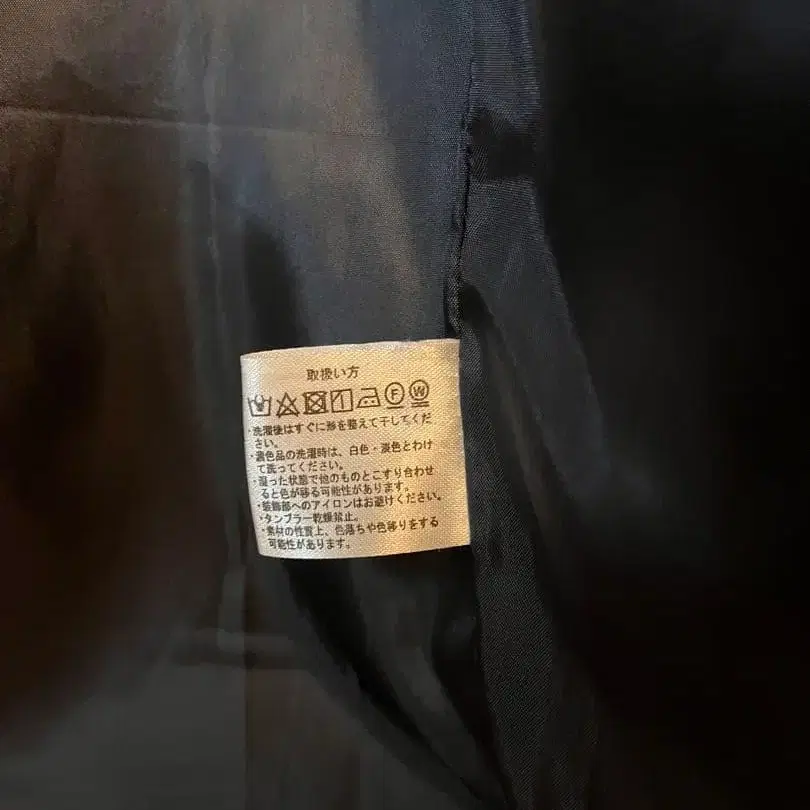 取扱い方
F W
・洗濯後はすぐに形を整えて干してくだ
さい。
・濃色品の洗濯時は、白色・淡色とわけ
て洗ってください。
・湿った状態で他のものとこすり合わせ
ると色が移る可能性があります。
・装飾部へのアイロンはお避けください。
・タンブラー乾燥禁止。
・素材の性質上、色落ちや色移りをする
可能性があります。